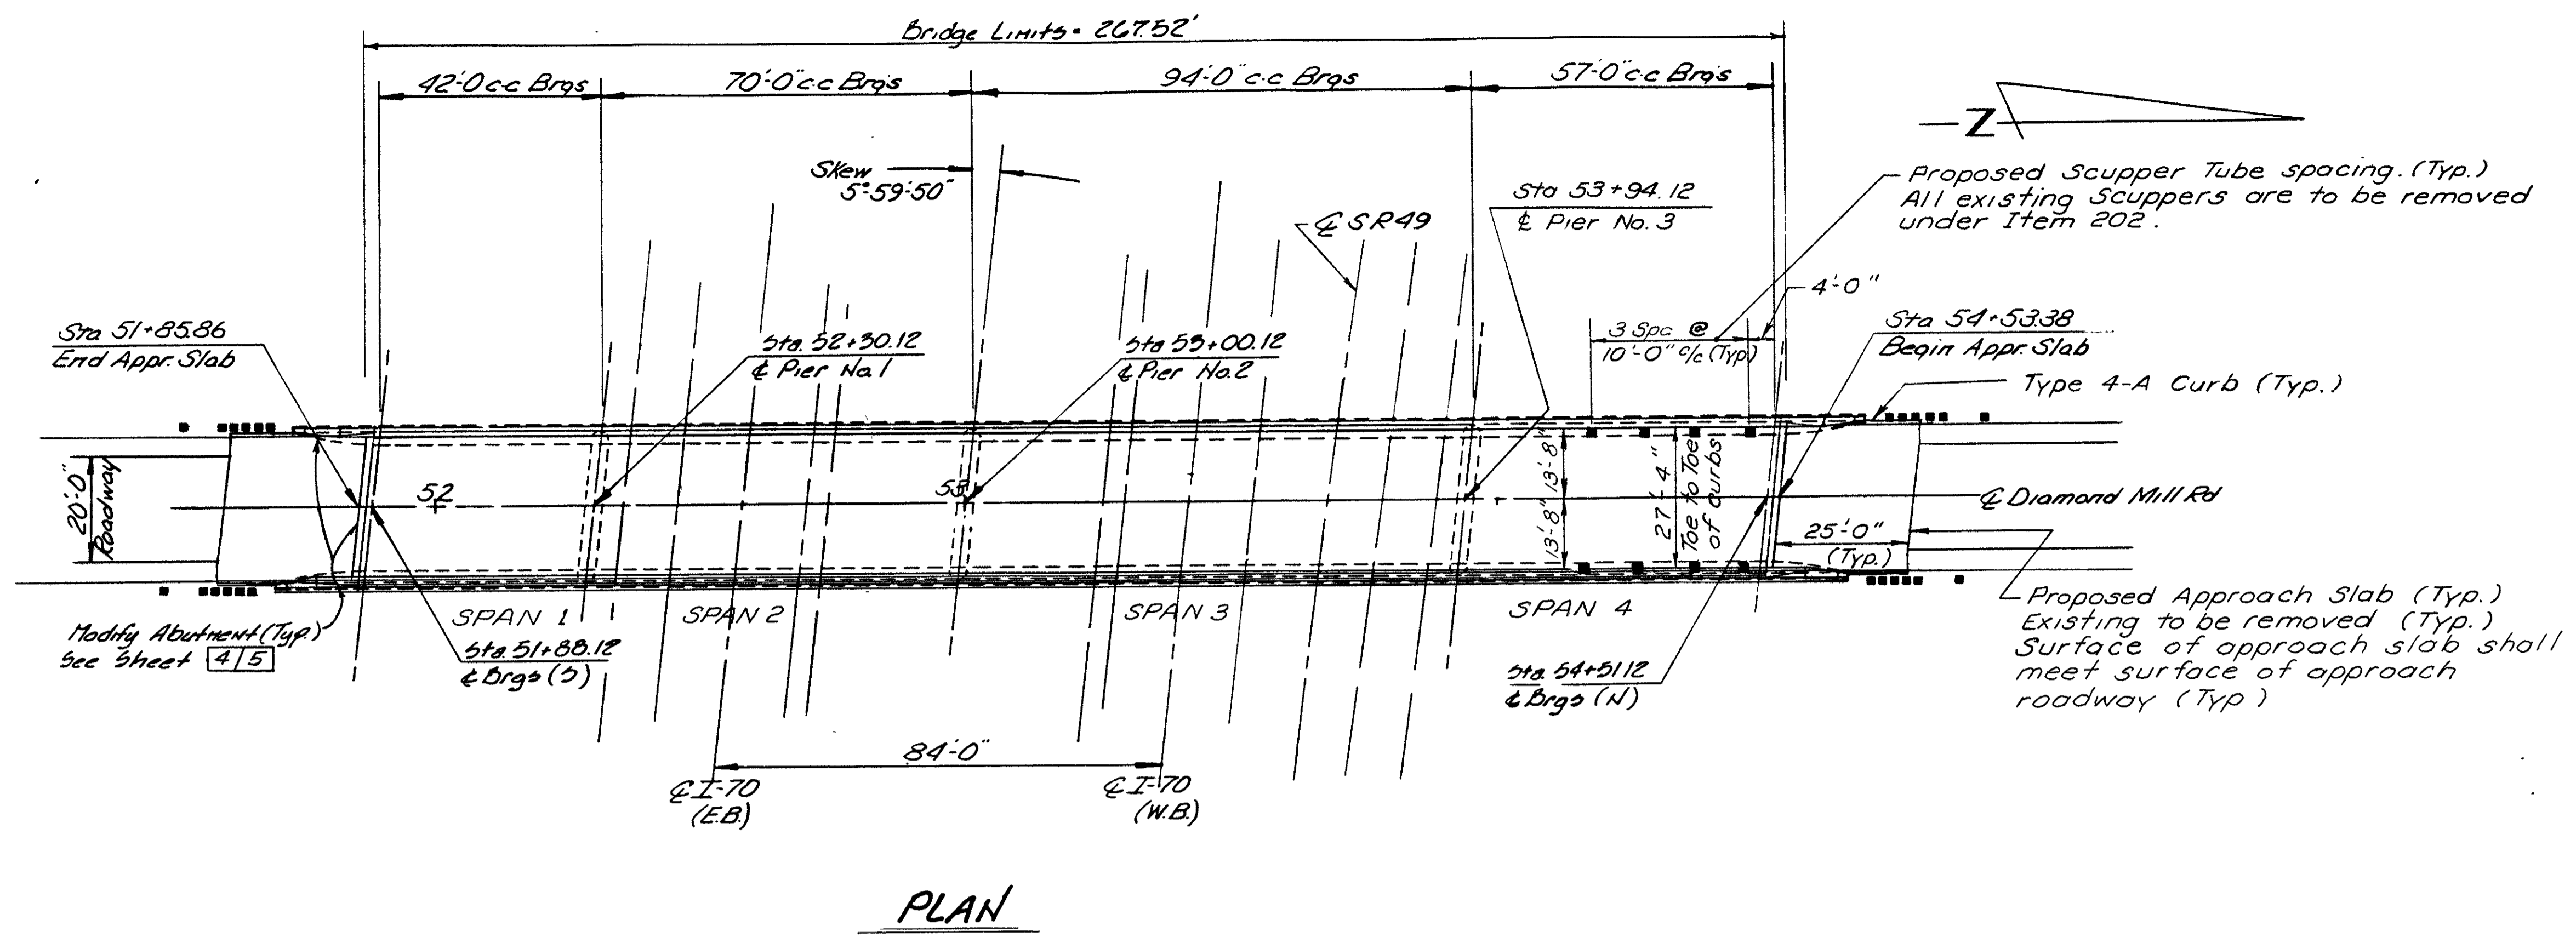 Bridge Limits = 267.52'
42'-0 c-c Brgs
70'-0" c.c Brg's
94'-0" c.c Brgs
57'-0" c.c Brg's
Z
Skew
5°-59'-50"
℄ SR49
Sta 53+94.12
℄ Pier No. 3
Proposed Scupper Tube spacing. (Typ.)
All existing Scuppers are to be removed
under Item 202.
4'-0"
3 Spa @
10'-0" c/c (Typ)
Sta 51+85.86
End Appr. Slab
Sta. 52+30.12
℄ Pier No. 1
Sta 53+00.12
℄ Pier No. 2
Sta 54+53.38
Begin Appr. Slab
Type 4-A Curb (Typ.)
20'-0"
Roadway
52
53
13'-8"
13'-8"
27'-4"
Toe to Toe
of curbs
℄ Diamond Mill Rd
25'-0"
(Typ.)
SPAN 1
SPAN 2
SPAN 3
SPAN 4
Modify Abutment (Typ.)
See Sheet 4/5
Sta. 51+88.12
℄ Brgs (S)
Sta. 54+51.12
℄ Brgs (N)
Proposed Approach Slab (Typ.)
Existing to be removed (Typ.)
Surface of approach slab shall
meet surface of approach
roadway (Typ)
84'-0"
℄ I-70
(E.B.)
℄ I-70
(W.B.)
PLAN